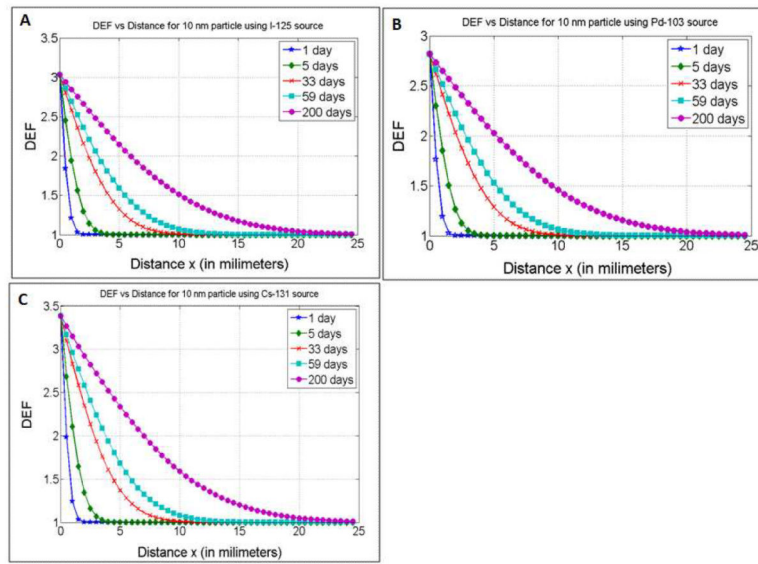 A
DEF vs Distance for 10 nm particle using I-125 source
3.5
3
2.5
2
1.5
1
DEF
0 5 10 15 20 25
Distance x (in milimeters)
1 day
5 days
33 days
59 days
200 days
B
DEF vs Distance for 10 nm particle using Pd-103 source
3
2.5
2
1.5
1
DEF
0 5 10 15 20 25
Distance x (in milimeters)
1 day
5 days
33 days
59 days
200 days
C
DEF vs Distance for 10 nm particle using Cs-131 source
3.5
3
2.5
2
1.5
1
DEF
0 5 10 15 20 25
Distance x (in milimeters)
1 day
5 days
33 days
59 days
200 days